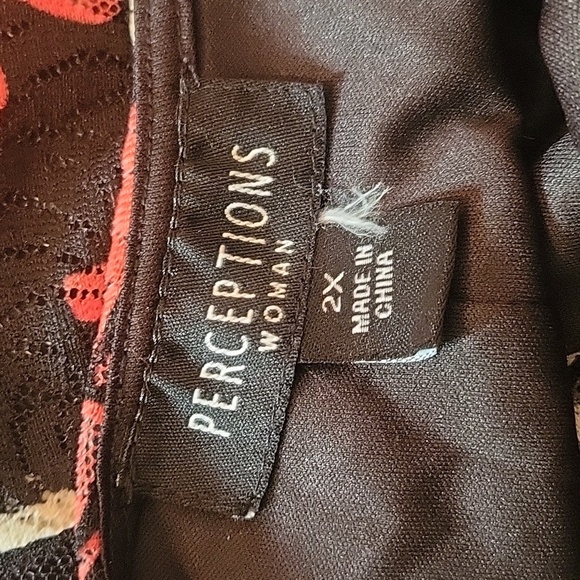 PERCEPTIONS
WOMAN
2X
MADE IN
CHINA